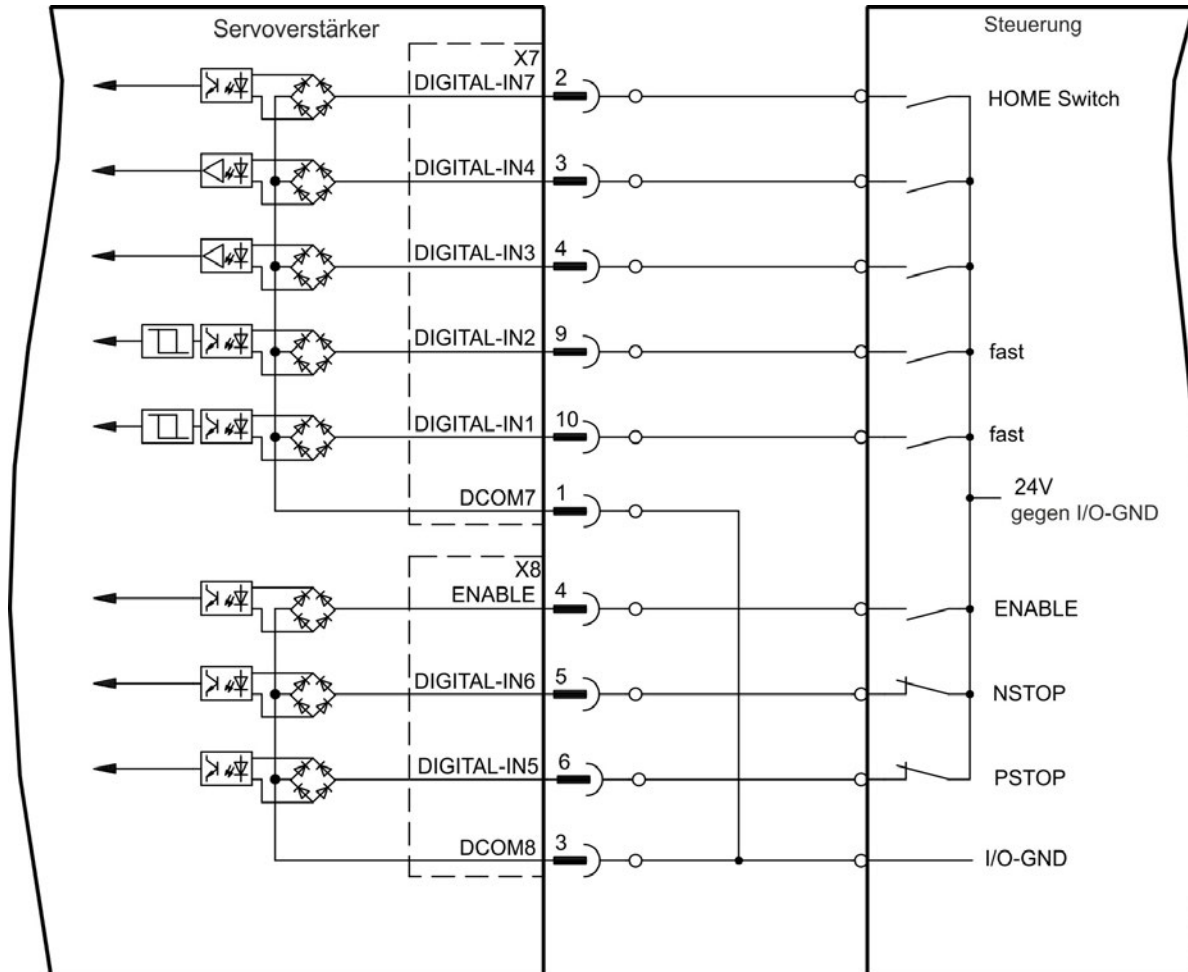 Servoverstärker
Steuerung
X7
DIGITAL-IN7 2
HOME Switch
DIGITAL-IN4 3
DIGITAL-IN3 4
DIGITAL-IN2 9
fast
DIGITAL-IN1 10
fast
DCOM7 1
24V
gegen I/O-GND
X8
ENABLE 4
ENABLE
DIGITAL-IN6 5
NSTOP
DIGITAL-IN5 6
PSTOP
DCOM8 3
I/O-GND